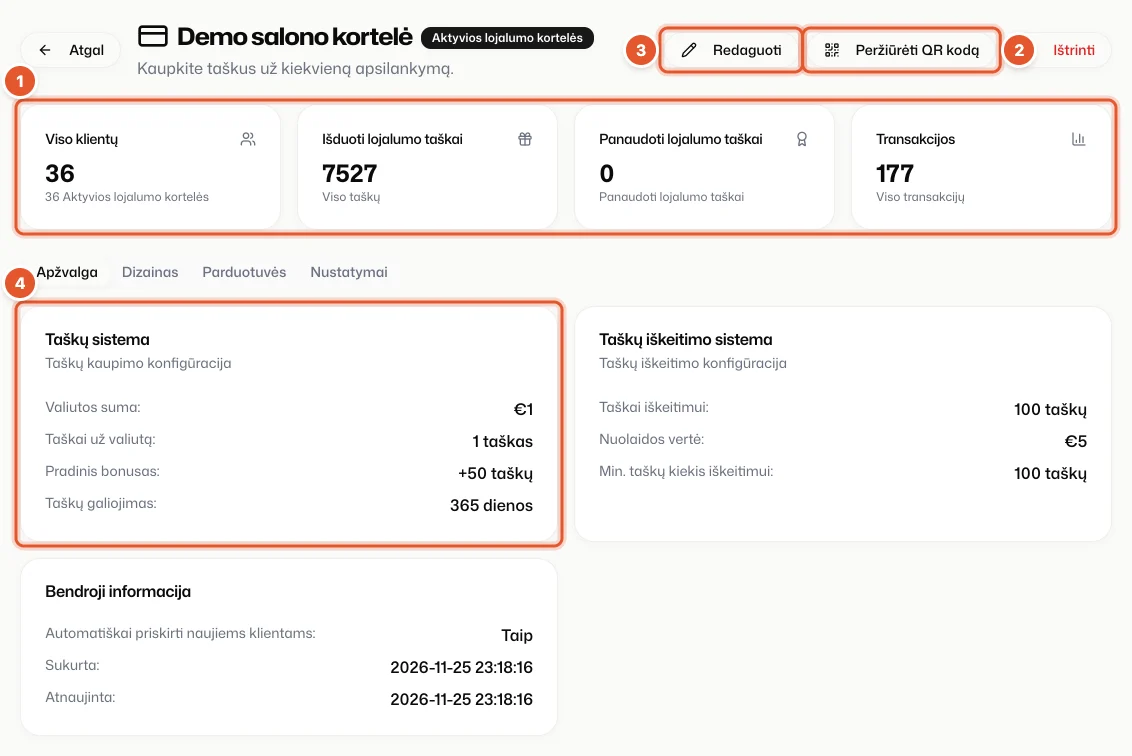 Atgal
Demo salono kortelė
Aktyvios lojalumo kortelės
Kaupkite taškus už kiekvieną apsilankymą.
3
Redaguoti
Peržiūrėti QR kodą
2
Ištrinti
1
Viso klientų
36
36 Aktyvios lojalumo kortelės
Išduoti lojalumo taškai
7527
Viso taškų
Panaudoti lojalumo taškai
0
Panaudoti lojalumo taškai
Transakcijos
177
Viso transakcijų
4
Apžvalga
Dizainas
Parduotuvės
Nustatymai
Taškų sistema
Taškų kaupimo konfigūracija
Valiutos suma: €1
Taškai už valiutą: 1 taškas
Pradinis bonusas: +50 taškų
Taškų galiojimas: 365 dienos
Taškų iškeitimo sistema
Taškų iškeitimo konfigūracija
Taškai iškeitimui: 100 taškų
Nuolaidos vertė: €5
Min. taškų kiekis iškeitimui: 100 taškų
Bendroji informacija
Automatiškai priskirti naujiems klientams: Taip
Sukurta: 2026-11-25 23:18:16
Atnaujinta: 2026-11-25 23:18:16